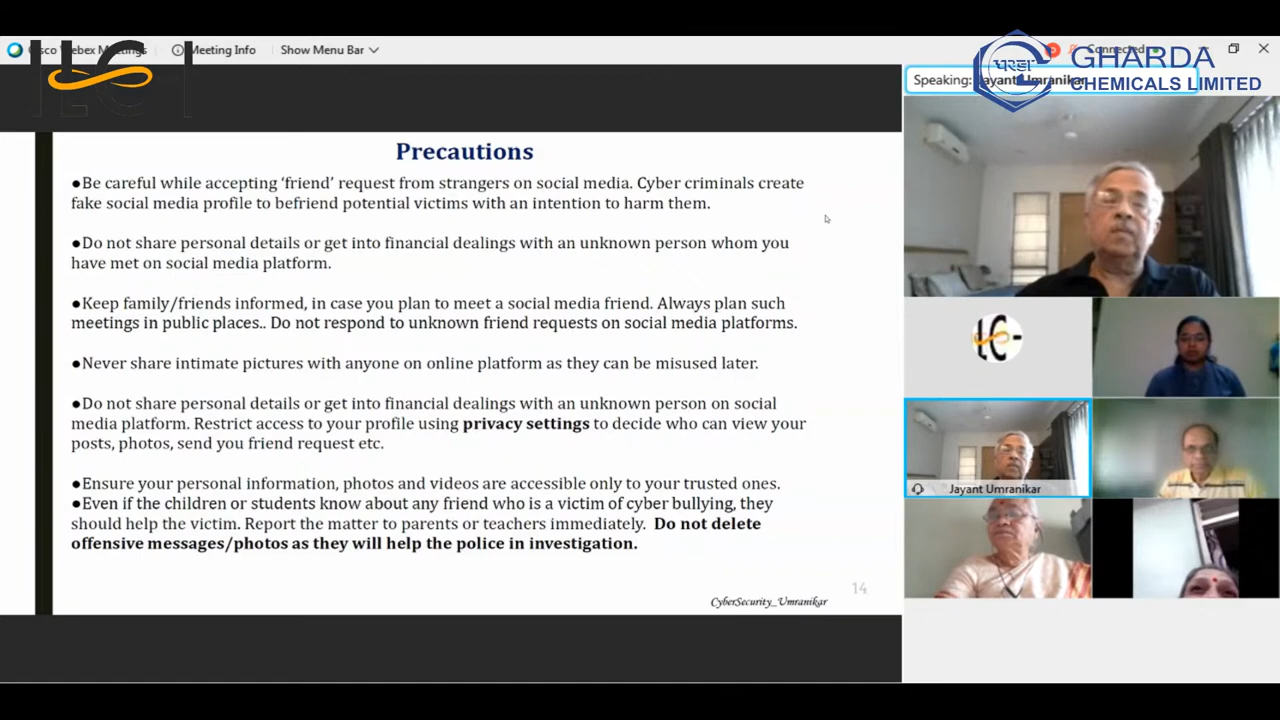 Cisco Webex Meetings
Meeting Info
Show Menu Bar
Connected
ILC-I
घरडा
GHARDA
CHEMICALS LIMITED
Speaking: Jayant Umranikar
Precautions
●Be careful while accepting ‘friend’ request from strangers on social media. Cyber criminals create
fake social media profile to befriend potential victims with an intention to harm them.
●Do not share personal details or get into financial dealings with an unknown person whom you
have met on social media platform.
●Keep family/friends informed, in case you plan to meet a social media friend. Always plan such
meetings in public places.. Do not respond to unknown friend requests on social media platforms.
●Never share intimate pictures with anyone on online platform as they can be misused later.
●Do not share personal details or get into financial dealings with an unknown person on social
media platform. Restrict access to your profile using privacy settings to decide who can view your
posts, photos, send you friend request etc.
●Ensure your personal information, photos and videos are accessible only to your trusted ones.
●Even if the children or students know about any friend who is a victim of cyber bullying, they
should help the victim. Report the matter to parents or teachers immediately. Do not delete
offensive messages/photos as they will help the police in investigation.
14
CyberSecurity_Umranikar
Jayant Umranikar